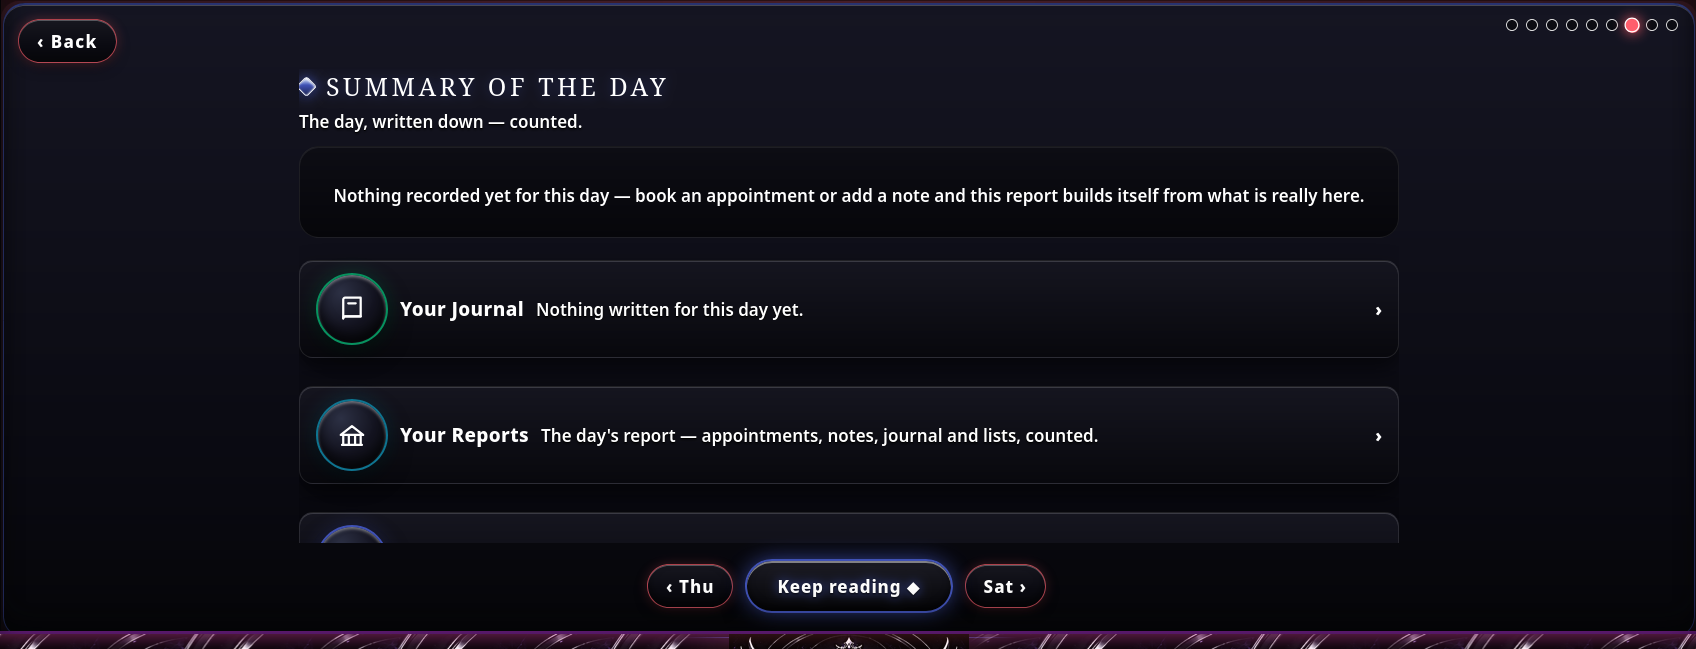 ‹ Back
SUMMARY OF THE DAY
The day, written down — counted.
Nothing recorded yet for this day — book an appointment or add a note and this report builds itself from what is really here.
Your Journal Nothing written for this day yet. ›
Your Reports The day's report — appointments, notes, journal and lists, counted. ›
‹ Thu Keep reading ◆ Sat ›